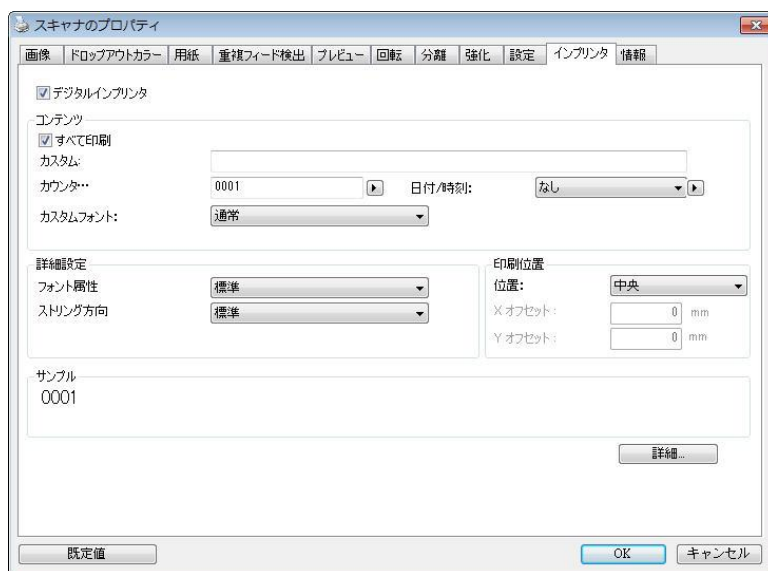 スキャナのプロパティ
画像 ドロップアウトカラー 用紙 重複フィード検出 プレビュー 回転 分離 強化 設定 インプリンタ 情報
デジタルインプリンタ
コンテンツ
すべて印刷
カスタム:
カウンタ… 0001 日付/時刻: なし
カスタムフォント: 通常
詳細設定
フォント属性 標準
ストリング方向 標準
印刷位置
位置: 中央
X オフセット: 0 mm
Y オフセット: 0 mm
サンプル
0001
詳細...
既定値 OK キャンセル